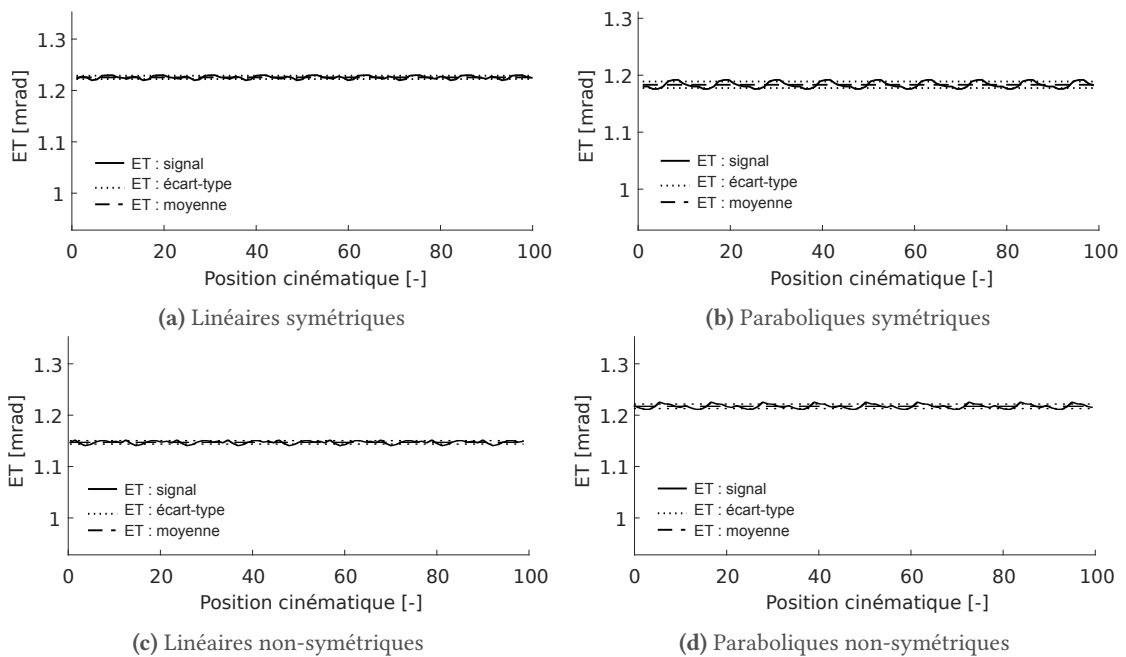 1.3
1.2
1.1
1
ET [mrad]
ET : signal
ET : écart-type
ET : moyenne
0 20 40 60 80 100
Position cinématique [-]
(a) Linéaires symétriques
1.3
1.2
1.1
1
ET [mrad]
ET : signal
ET : écart-type
ET : moyenne
0 20 40 60 80 100
Position cinématique [-]
(b) Paraboliques symétriques
1.3
1.2
1.1
1
ET [mrad]
ET : signal
ET : écart-type
ET : moyenne
0 20 40 60 80 100
Position cinématique [-]
(c) Linéaires non-symétriques
1.3
1.2
1.1
1
ET [mrad]
ET : signal
ET : écart-type
ET : moyenne
0 20 40 60 80 100
Position cinématique [-]
(d) Paraboliques non-symétriques